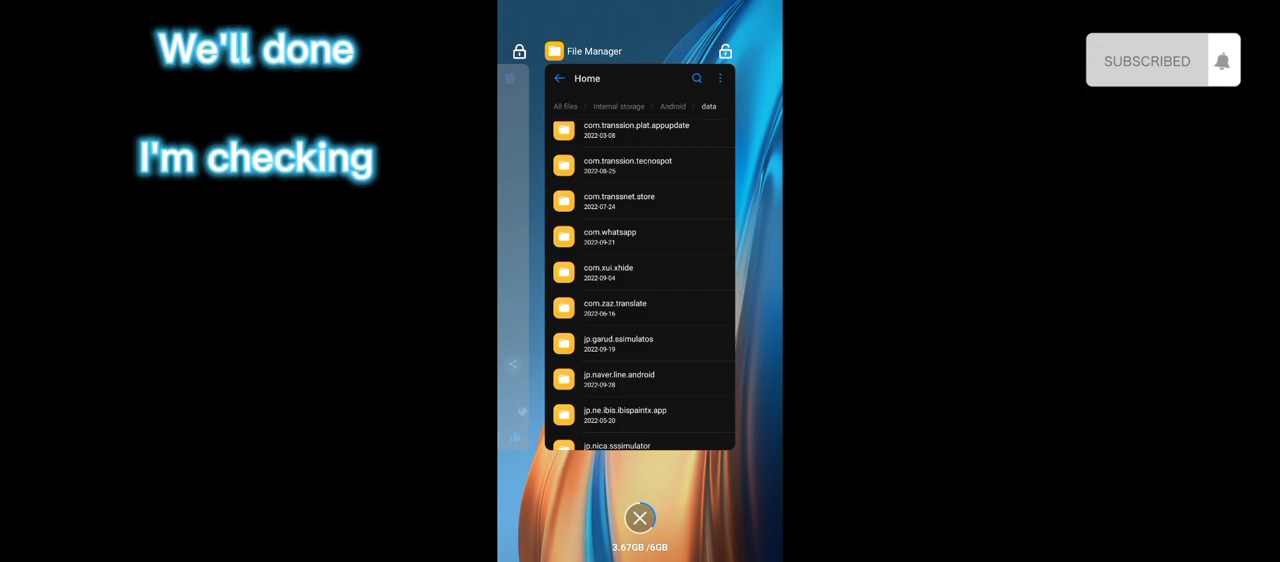 We'll done
I'm checking
SUBSCRIBED
File Manager
Home
All files Internal storage Android data
com.transsion.plat.appupdate
2022-03-08
com.transsion.tecnospot
2022-08-25
com.transsnet.store
2022-07-24
com.whatsapp
2022-09-21
com.xui.xhide
2022-09-04
com.zaz.translate
2022-06-16
jp.garud.ssimulatos
2022-09-19
jp.naver.line.android
2022-09-28
jp.ne.ibis.ibispaintx.app
2022-05-20
jp.nica.sssimulator
3.67GB /6GB